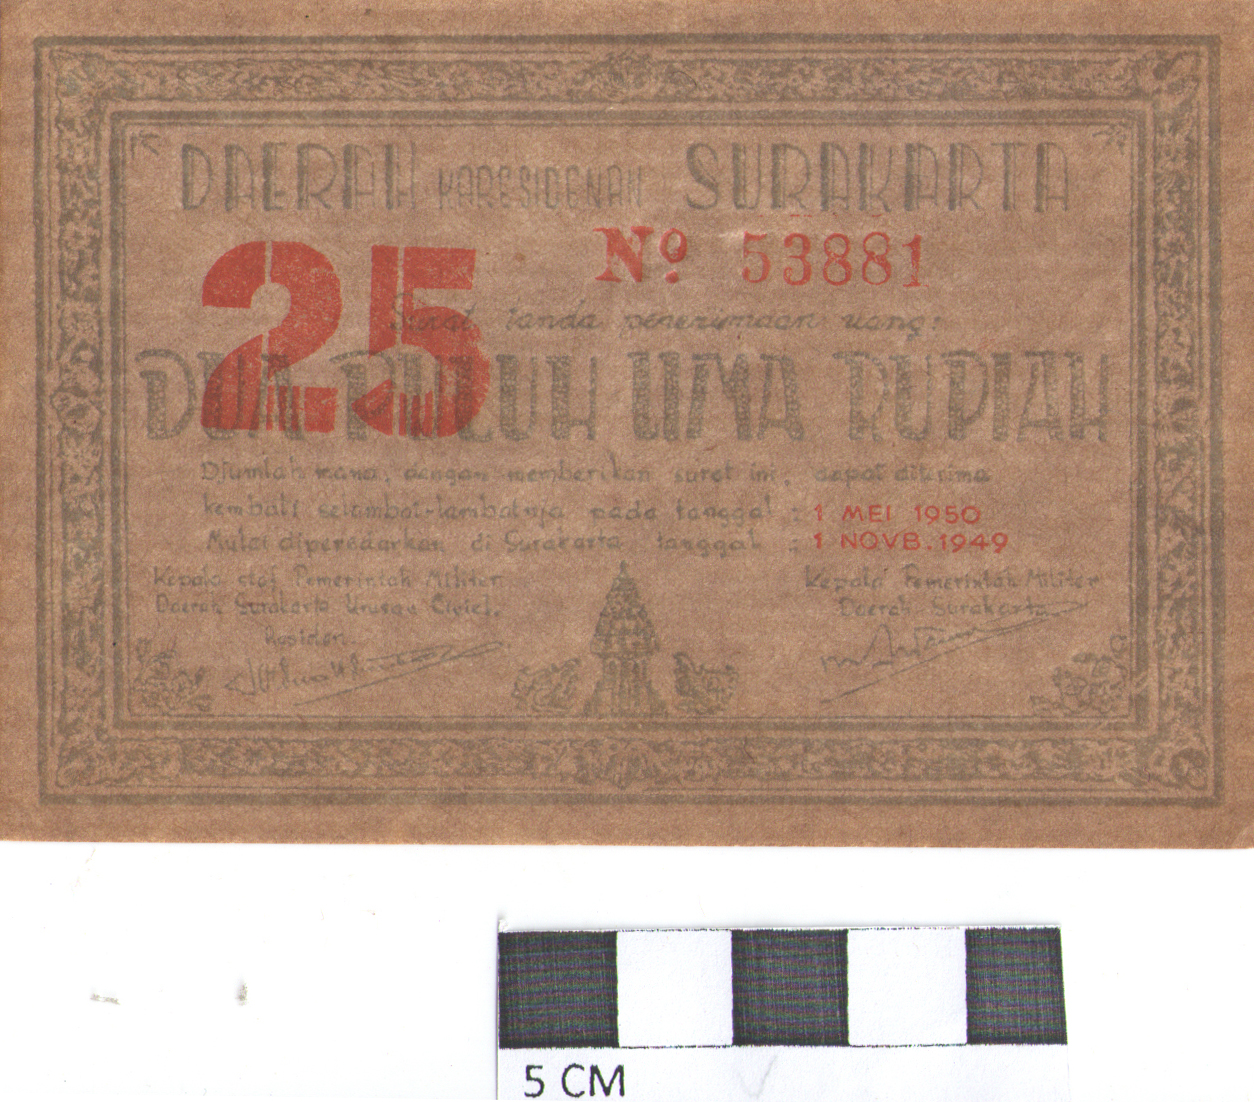 DAERAH KARESIDENAN SURAKARTA
25 No 53881
Surat tanda penerimaan uang:
DUA PULUH LIMA RUPIAH
Djumlah mana, dengan memberikan surat ini, dapat diterima
kembali selambat-lambatnja pada tanggal : 1 MEI 1950
Mulai diperedarkan di Surakarta tanggal : 1 NOVB. 1949
Kepala staf Pemerintah Militer
Daerah Surakarta Urusan Civiel.
Residen
Kepala Pemerintah Militer
Daerah Surakarta
5 CM